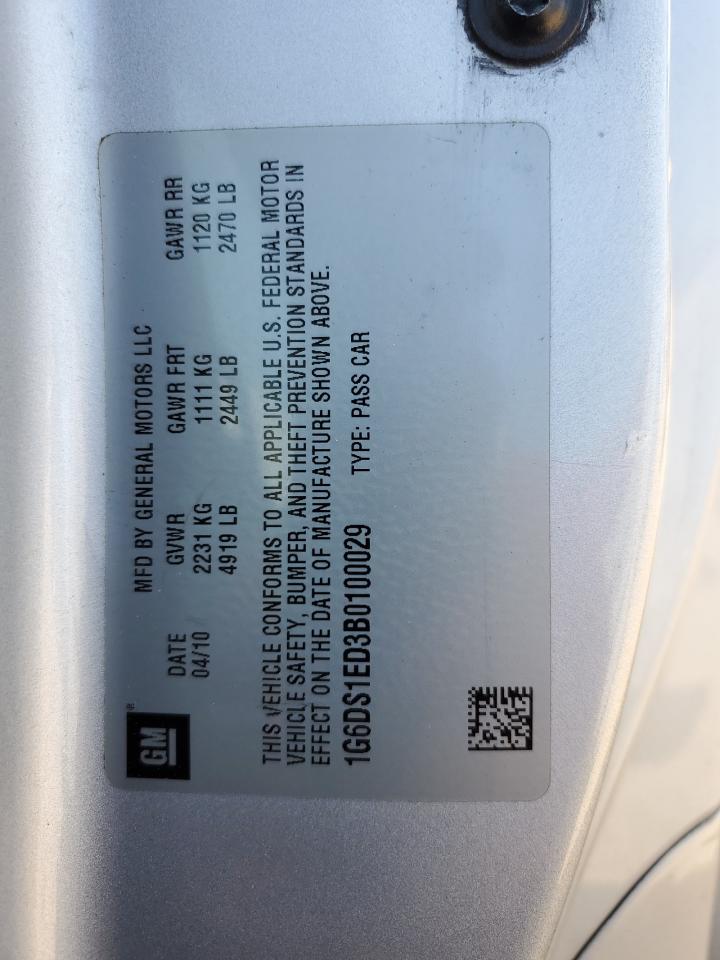 GM®
MFD BY GENERAL MOTORS LLC
DATE GVWR GAWR FRT GAWR RR
04/10 2231 KG 1111 KG 1120 KG
4919 LB 2449 LB 2470 LB
THIS VEHICLE CONFORMS TO ALL APPLICABLE U.S. FEDERAL MOTOR
VEHICLE SAFETY, BUMPER, AND THEFT PREVENTION STANDARDS IN
EFFECT ON THE DATE OF MANUFACTURE SHOWN ABOVE.
1G6DS1ED3B0100029 TYPE: PASS CAR